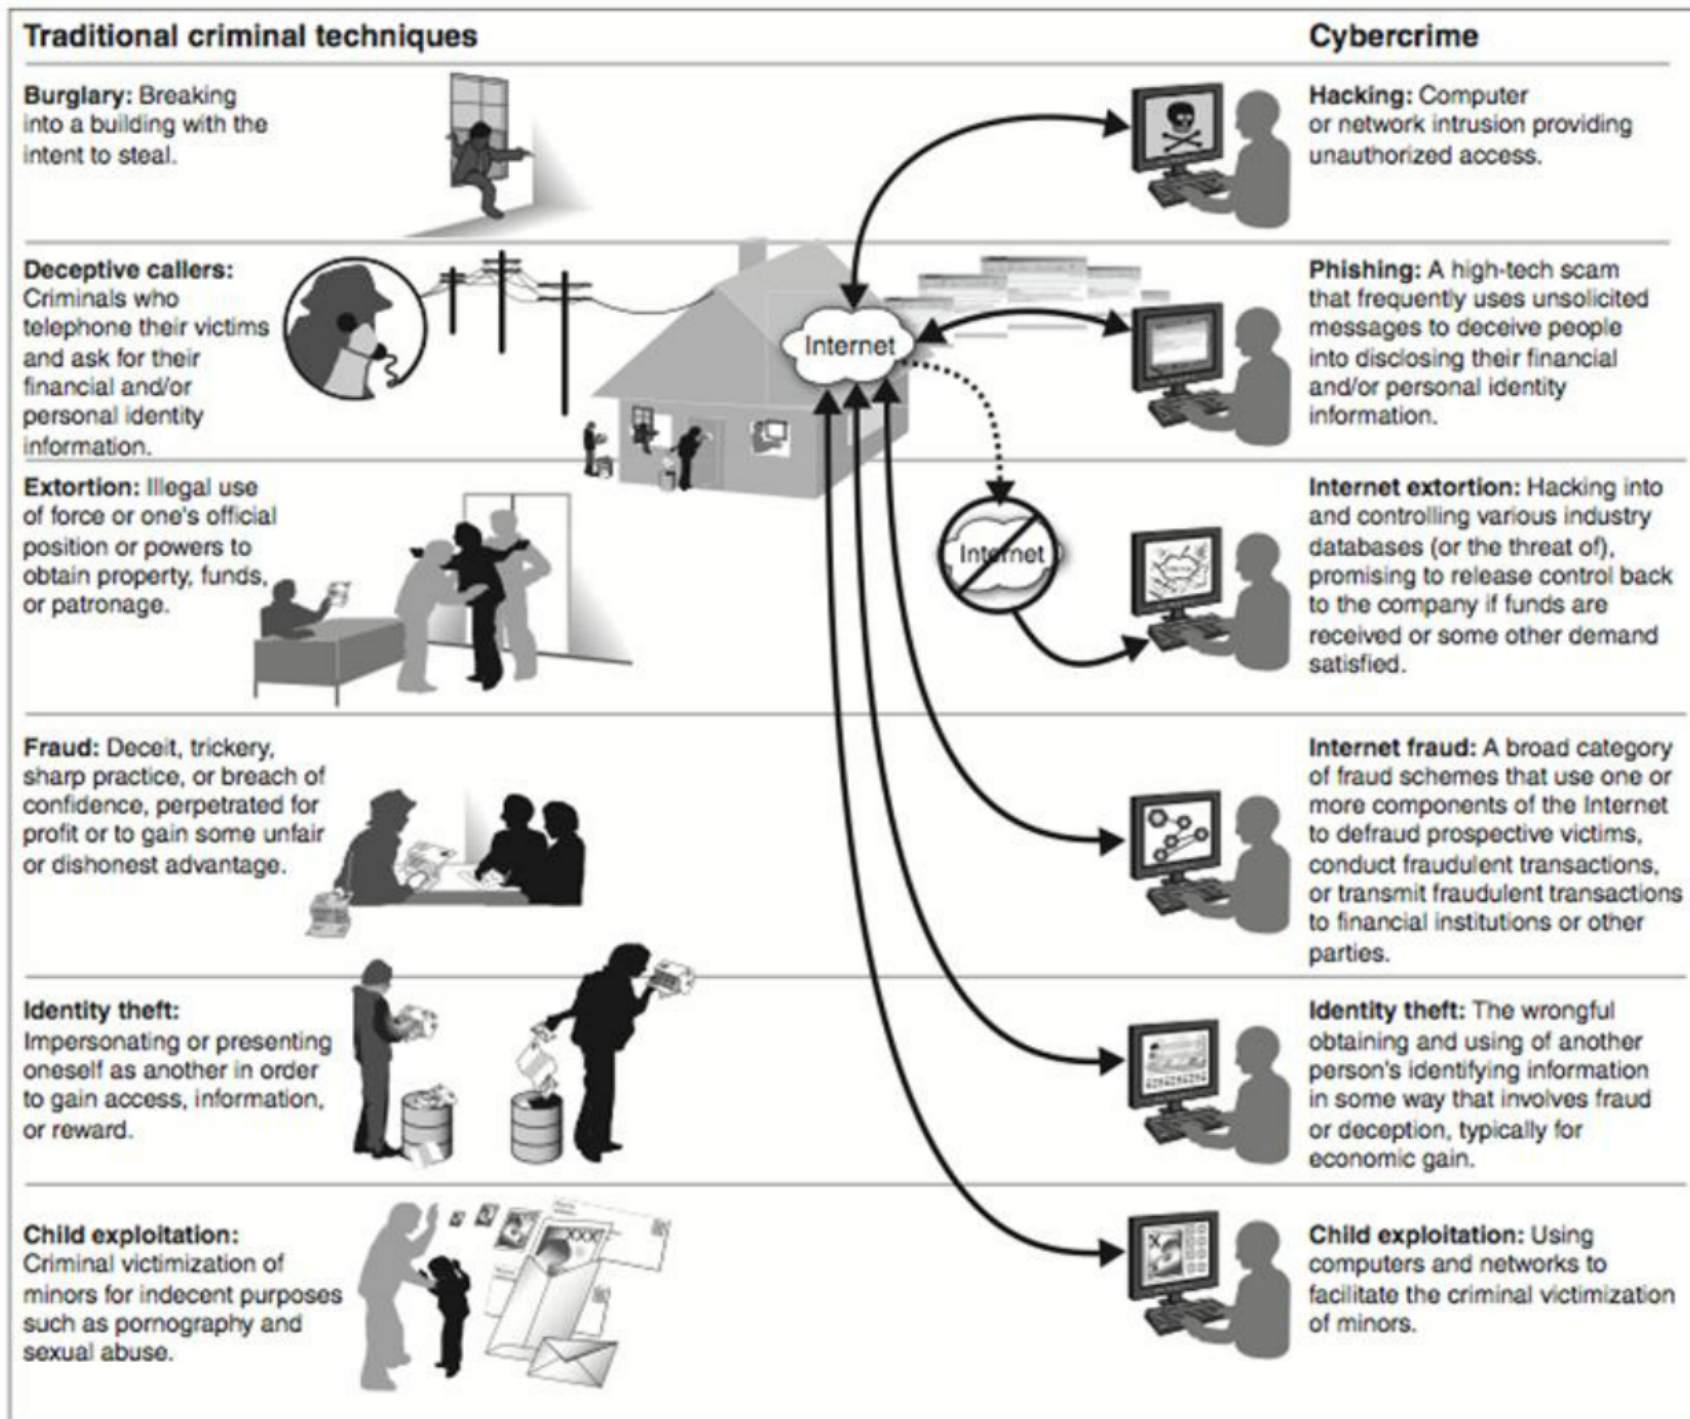 Traditional criminal techniques
Cybercrime
Burglary: Breaking
into a building with the
intent to steal.
Hacking: Computer
or network intrusion providing
unauthorized access.
Deceptive callers:
Criminals who
telephone their victims
and ask for their
financial and/or
personal identity
information.
Internet
Phishing: A high-tech scam
that frequently uses unsolicited
messages to deceive people
into disclosing their financial
and/or personal identity
information.
Extortion: Illegal use
of force or one's official
position or powers to
obtain property, funds,
or patronage.
Internet
Internet extortion: Hacking into
and controlling various industry
databases (or the threat of),
promising to release control back
to the company if funds are
received or some other demand
satisfied.
Fraud: Deceit, trickery,
sharp practice, or breach of
confidence, perpetrated for
profit or to gain some unfair
or dishonest advantage.
Internet fraud: A broad category
of fraud schemes that use one or
more components of the Internet
to defraud prospective victims,
conduct fraudulent transactions,
or transmit fraudulent transactions
to financial institutions or other
parties.
Identity theft:
Impersonating or presenting
oneself as another in order
to gain access, information,
or reward.
Identity theft: The wrongful
obtaining and using of another
person's identifying information
in some way that involves fraud
or deception, typically for
economic gain.
Child exploitation:
Criminal victimization of
minors for indecent purposes
such as pornography and
sexual abuse.
XXX
Child exploitation: Using
computers and networks to
facilitate the criminal victimization
of minors.